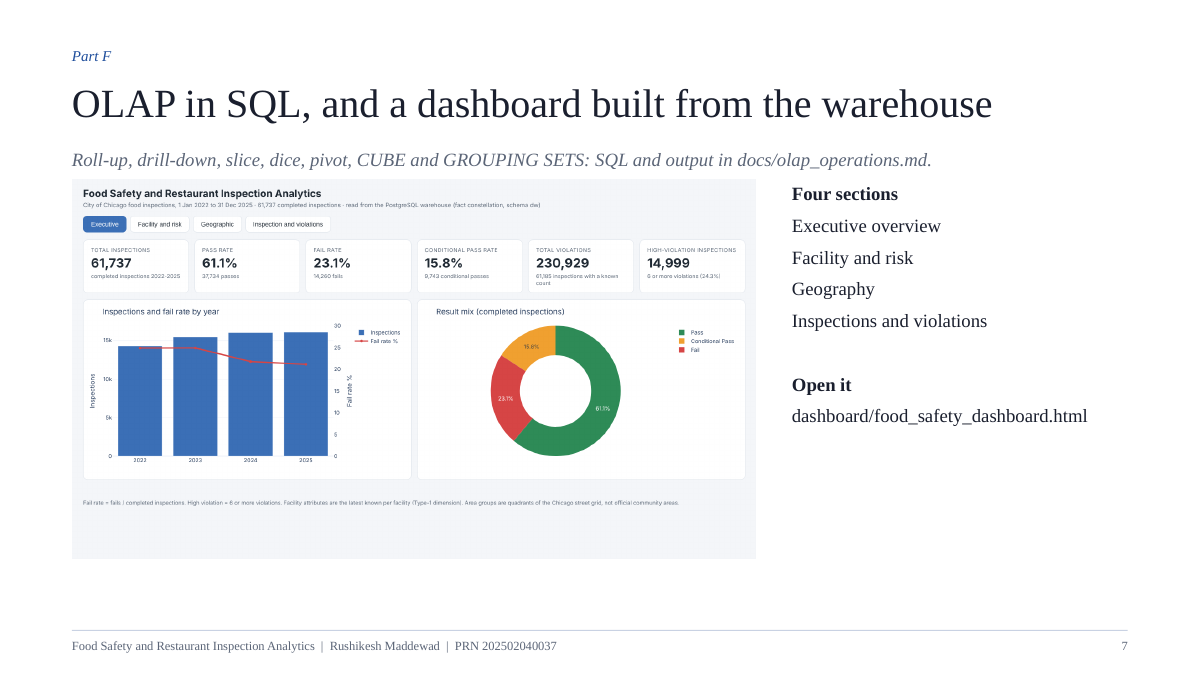 Part F
OLAP in SQL, and a dashboard built from the warehouse
Roll-up, drill-down, slice, dice, pivot, CUBE and GROUPING SETS: SQL and output in docs/olap_operations.md.
Food Safety and Restaurant Inspection Analytics
City of Chicago food inspections, 1 Jan 2022 to 31 Dec 2025 · 61,737 completed inspections · read from the PostgreSQL warehouse (fact constellation, schema dw)
Executive
Facility and risk
Geographic
Inspection and violations
TOTAL INSPECTIONS
61,737
completed inspections 2022-2025
PASS RATE
61.1%
37,734 passes
FAIL RATE
23.1%
14,260 fails
CONDITIONAL PASS RATE
15.8%
9,743 conditional passes
TOTAL VIOLATIONS
230,929
61,185 inspections with a known
count
HIGH-VIOLATION INSPECTIONS
14,999
6 or more violations (24.3%)
Inspections and fail rate by year
Inspections
Fail rate %
15k
10k
5k
0
30
25
20
15
10
5
0
Inspections
Fail rate %
2022
2023
2024
2025
Result mix (completed inspections)
Pass
Conditional Pass
Fail
15.8%
23.1%
61.1%
Fail rate = fails / completed inspections. High violation = 6 or more violations. Facility attributes are the latest known per facility (Type-1 dimension). Area groups are quadrants of the Chicago street grid, not official community areas.
Four sections
Executive overview
Facility and risk
Geography
Inspections and violations
Open it
dashboard/food_safety_dashboard.html
Food Safety and Restaurant Inspection Analytics | Rushikesh Maddewad | PRN 202502040037
7